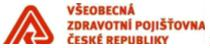 VŠEOBECNÁ
ZDRAVOTNÍ POJIŠŤOVNA
ČESKÉ REPUBLIKY